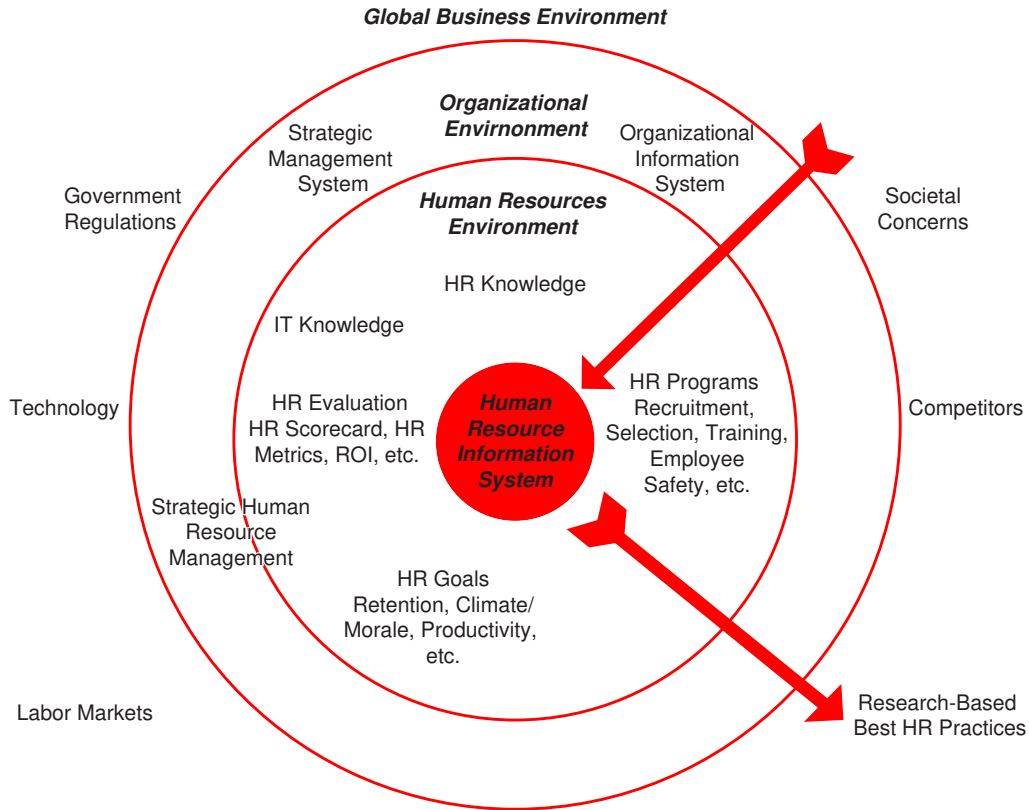 Global Business Environment
Organizational
Envirnonment
Strategic
Management
System
Organizational
Information
System
Government
Regulations
Societal
Concerns
Human Resources
Environment
HR Knowledge
IT Knowledge
Technology
HR Evaluation
HR Scorecard, HR
Metrics, ROI, etc.
Human
Resource
Information
System
HR Programs
Recruitment,
Selection, Training,
Employee
Safety, etc.
Competitors
Strategic Human
Resource
Management
HR Goals
Retention, Climate/
Morale, Productivity,
etc.
Labor Markets
Research-Based
Best HR Practices